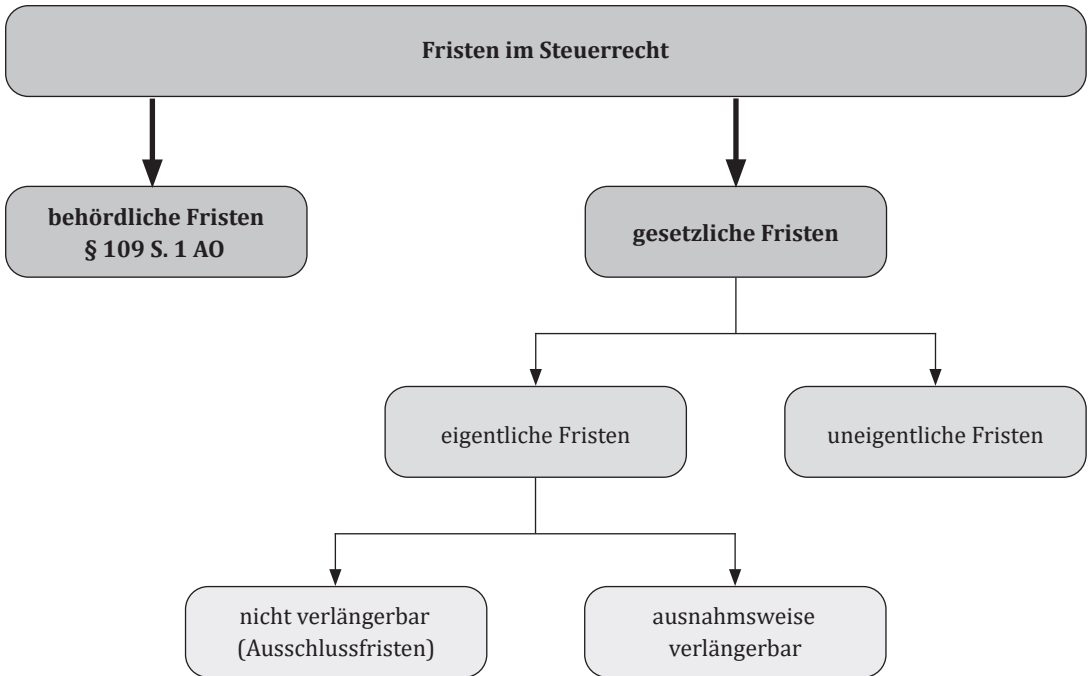 Fristen im Steuerrecht
behördliche Fristen
§ 109 S. 1 AO
gesetzliche Fristen
eigentliche Fristen
uneigentliche Fristen
nicht verlängerbar
(Ausschlussfristen)
ausnahmsweise
verlängerbar